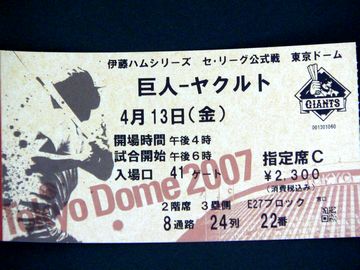 伊藤ハムシリーズ セ・リーグ公式戦 東京ドーム
巨人-ヤクルト
4月13日(金)
GIANTS
開場時間 午後4時
試合開始 午後6時
入場口 41 ゲート
指定席C
¥2,300
(消費税込み)
Tokyo Dome 2007
2階席 3塁側 E27ブロック
8通路 24列 22番